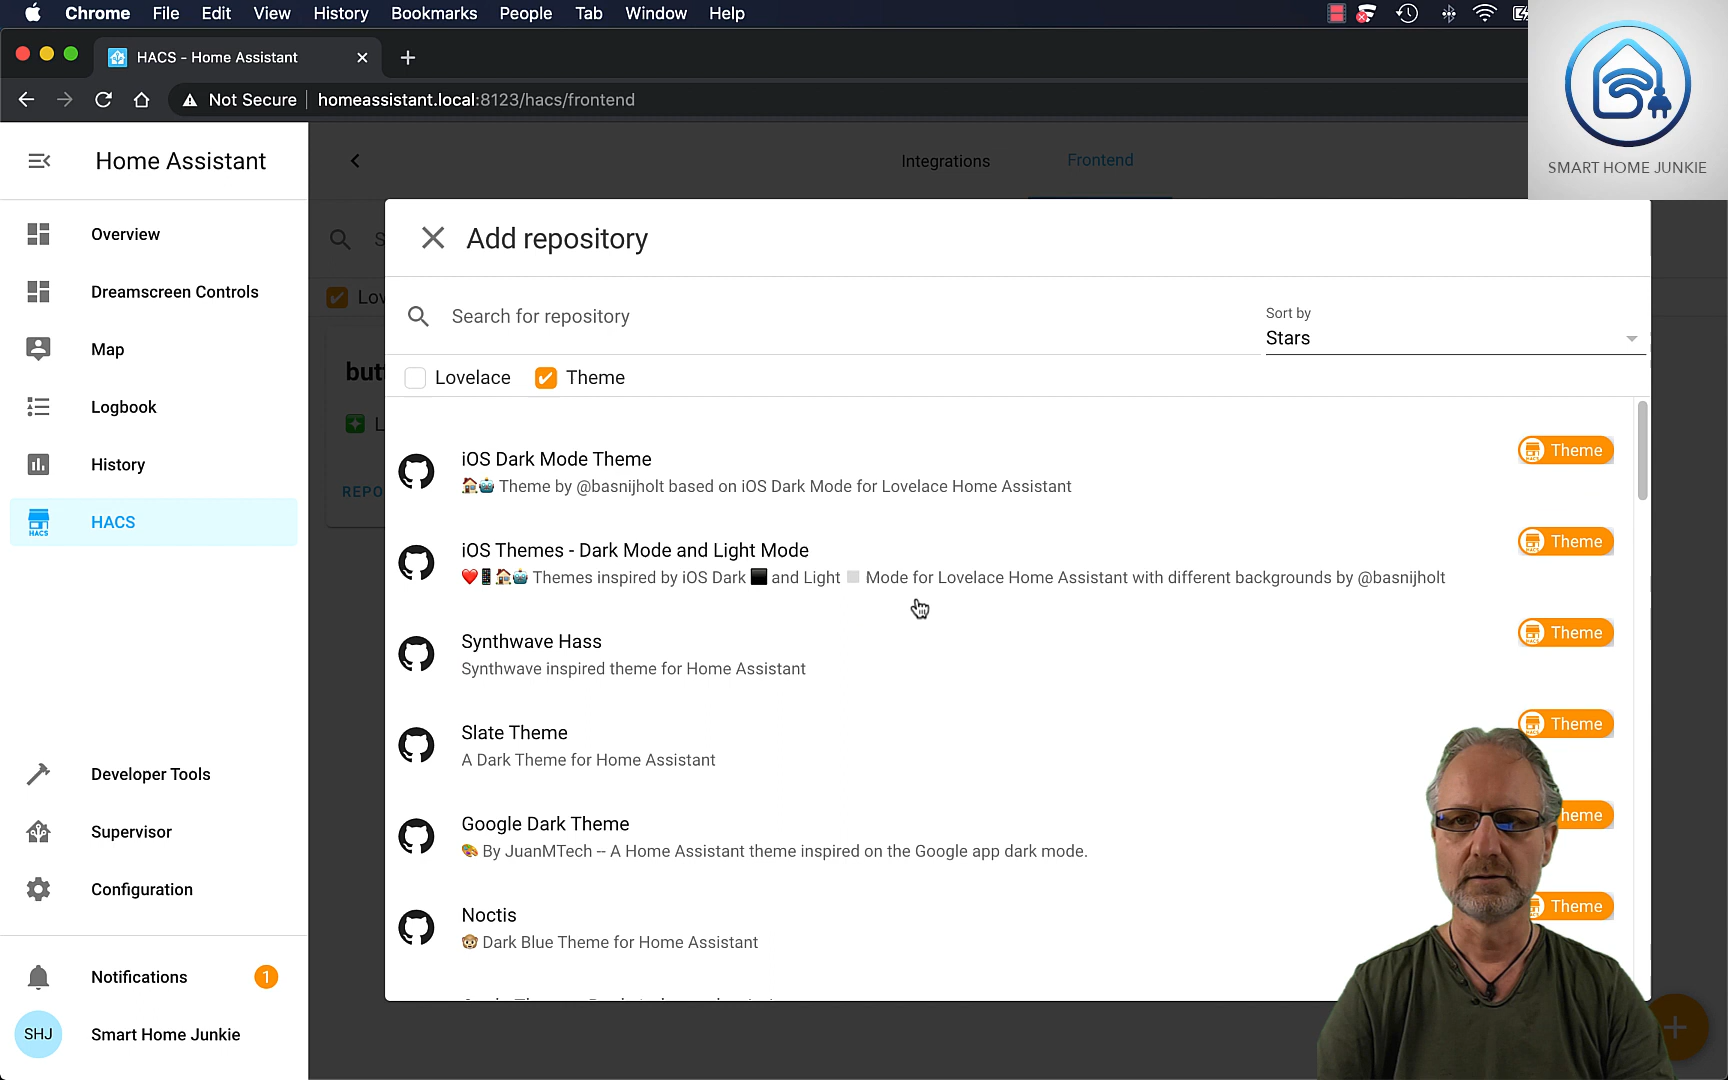 Chrome File Edit View History Bookmarks People Tab Window Help
HACS - Home Assistant
Not Secure homeassistant.local:8123/hacs/frontend
SMART HOME JUNKIE
Home Assistant
Integrations Frontend
Overview
Dreamscreen Controls
Map
Logbook
History
HACS
HACS
Developer Tools
Supervisor
Configuration
Notifications 1
SHJ Smart Home Junkie
Add repository
Search for repository
Sort by
Stars
Lovelace Theme
iOS Dark Mode Theme
Theme by @basnijholt based on iOS Dark Mode for Lovelace Home Assistant
Theme
iOS Themes - Dark Mode and Light Mode
Themes inspired by iOS Dark and Light Mode for Lovelace Home Assistant with different backgrounds by @basnijholt
Theme
Synthwave Hass
Synthwave inspired theme for Home Assistant
Theme
Slate Theme
A Dark Theme for Home Assistant
Theme
Google Dark Theme
By JuanMTech -- A Home Assistant theme inspired on the Google app dark mode.
heme
Noctis
Dark Blue Theme for Home Assistant
Theme